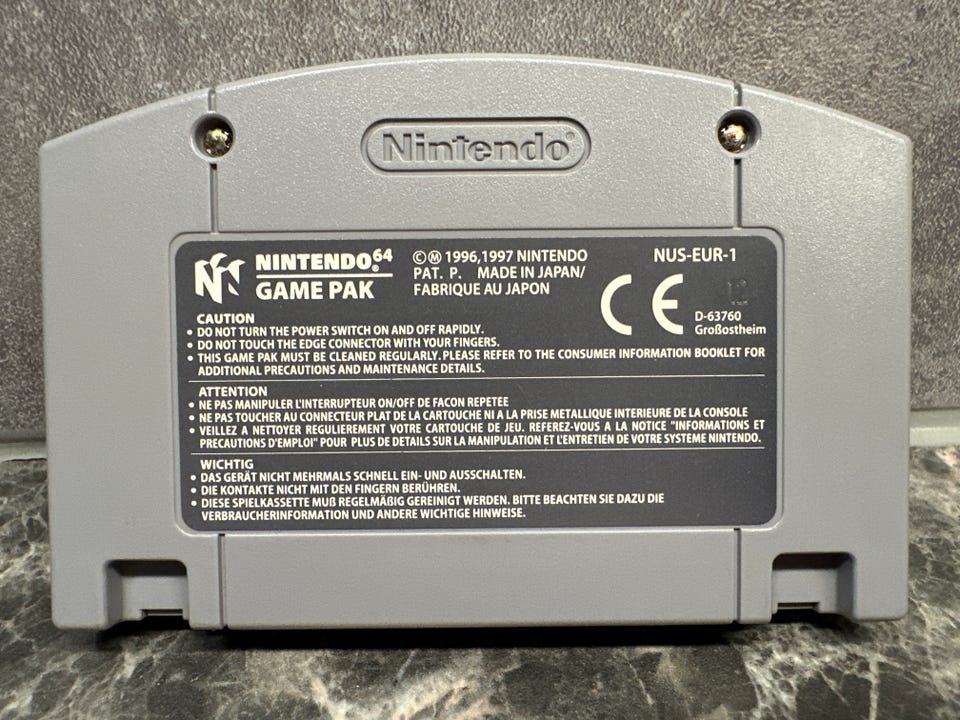 Nintendo®
NINTENDO®64
GAME PAK
©Ⓜ 1996,1997 NINTENDO
PAT. P. MADE IN JAPAN/
FABRIQUE AU JAPON
NUS-EUR-1
CE
D-63760
Großostheim
CAUTION
• DO NOT TURN THE POWER SWITCH ON AND OFF RAPIDLY.
• DO NOT TOUCH THE EDGE CONNECTOR WITH YOUR FINGERS.
• THIS GAME PAK MUST BE CLEANED REGULARLY. PLEASE REFER TO THE CONSUMER INFORMATION BOOKLET FOR
ADDITIONAL PRECAUTIONS AND MAINTENANCE DETAILS.
ATTENTION
• NE PAS MANIPULER L'INTERRUPTEUR ON/OFF DE FACON REPETEE
• NE PAS TOUCHER AU CONNECTEUR PLAT DE LA CARTOUCHE NI A LA PRISE METALLIQUE INTERIEURE DE LA CONSOLE
• VEILLEZ A NETTOYER REGULIEREMENT VOTRE CARTOUCHE DE JEU. REFEREZ-VOUS A LA NOTICE "INFORMATIONS ET
PRECAUTIONS D'EMPLOI" POUR PLUS DE DETAILS SUR LA MANIPULATION ET L'ENTRETIEN DE VOTRE SYSTEME NINTENDO.
WICHTIG
• DAS GERÄT NICHT MEHRMALS SCHNELL EIN- UND AUSSCHALTEN.
• DIE KONTAKTE NICHT MIT DEN FINGERN BERÜHREN.
• DIESE SPIELKASSETTE MUß REGELMÄßIG GEREINIGT WERDEN. BITTE BEACHTEN SIE DAZU DIE
VERBRAUCHERINFORMATION UND ANDERE WICHTIGE HINWEISE.